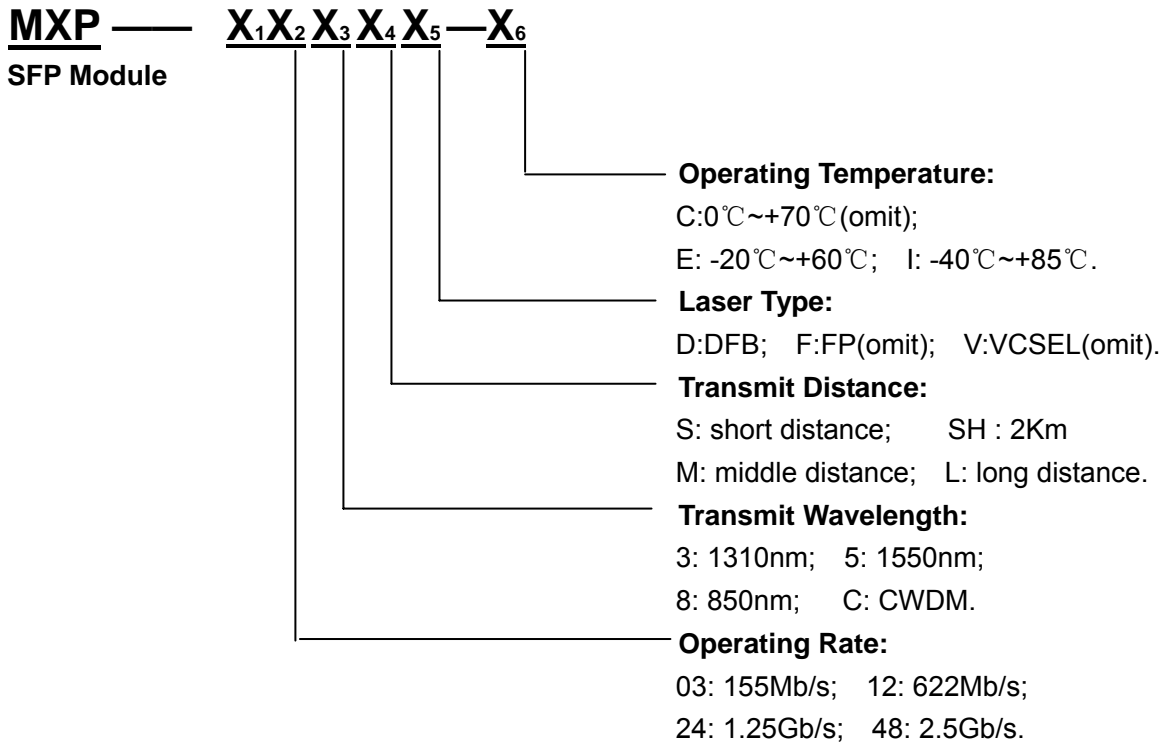 MXP —— X₁X₂ X₃ X₄ X₅ — X₆
SFP Module
Operating Temperature:
C:0℃~+70℃(omit);
E: -20℃~+60℃; I: -40℃~+85℃.
Laser Type:
D:DFB; F:FP(omit); V:VCSEL(omit).
Transmit Distance:
S: short distance; SH : 2Km
M: middle distance; L: long distance.
Transmit Wavelength:
3: 1310nm; 5: 1550nm;
8: 850nm; C: CWDM.
Operating Rate:
03: 155Mb/s; 12: 622Mb/s;
24: 1.25Gb/s; 48: 2.5Gb/s.